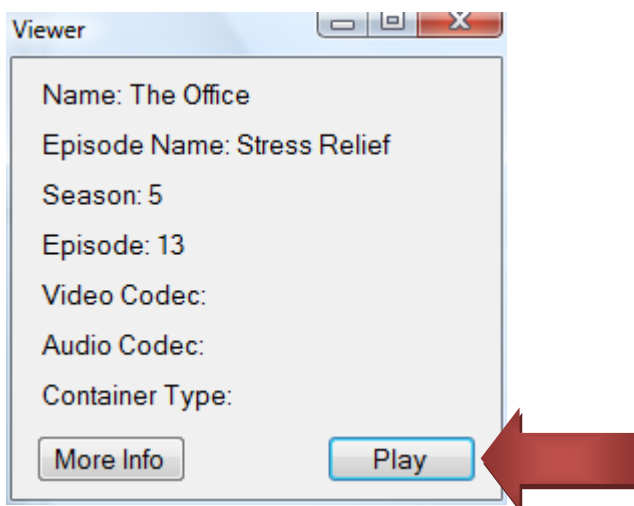 Viewer
Name: The Office
Episode Name: Stress Relief
Season: 5
Episode: 13
Video Codec:
Audio Codec:
Container Type:
More Info Play